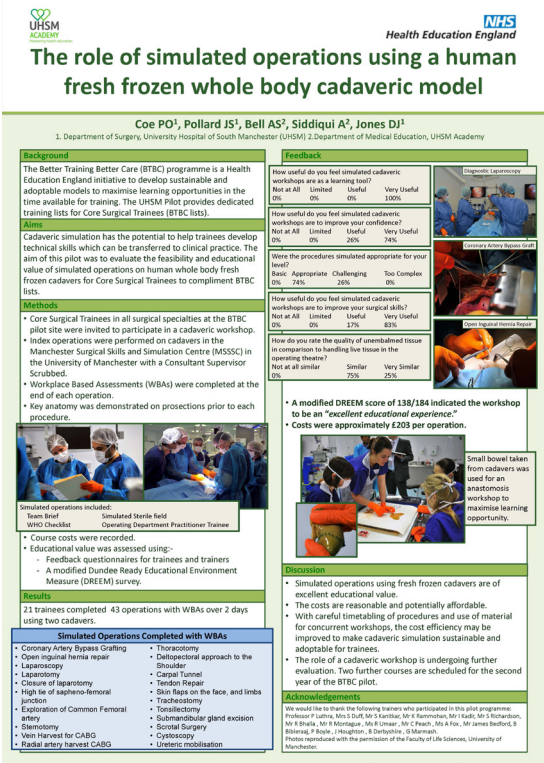 UHSM
ACADEMY
NHS
Health Education England
The role of simulated operations using a human
fresh frozen whole body cadaveric model
Coe PO1, Pollard JS1, Bell AS2, Siddiqui A2, Jones DJ1
1. Department of Surgery, University Hospital of South Manchester (UHSM) 2.Department of Medical Education, UHSM Academy
Background
The Better Training Better Care (BTBC) programme is a Health
Education England initiative to develop sustainable and
adoptable models to maximise learning opportunities in the
time available for training. The UHSM Pilot provides dedicated
training lists for Core Surgical Trainees (BTBC lists).
Aims
Cadaveric simulation has the potential to help trainees develop
technical skills which can be transferred to clinical practice. The
aim of this pilot was to evaluate the feasibility and educational
value of simulated operations on human whole body fresh
frozen cadavers for Core Surgical Trainees to compliment BTBC
lists.
Methods
• Core Surgical Trainees in all surgical specialties at the BTBC
pilot site were invited to participate in a cadaveric workshop.
• Index operations were performed on cadavers in the
Manchester Surgical Skills and Simulation Centre (MSSSC) in
the University of Manchester with a Consultant Supervisor
Scrubbed.
• Workplace Based Assessments (WBAs) were completed at the
end of each operation.
• Key anatomy was demonstrated on prosections prior to each
procedure.
Simulated operations included:
Team Brief Simulated Sterile field
WHO Checklist Operating Department Practitioner Trainee
• Course costs were recorded.
• Educational value was assessed using:-
- Feedback questionnaires for trainees and trainers
- A modified Dundee Ready Educational Environment
Measure (DREEM) survey.
Results
21 trainees completed 43 operations with WBAs over 2 days
using two cadavers.
Simulated Operations Completed with WBAs
• Coronary Artery Bypass Grafting
• Open inguinal hernia repair
• Laparoscopy
• Laparotomy
• Closure of laparotomy
• High tie of sapheno-femoral
junction
• Exploration of Common Femoral
artery
• Sternotomy
• Vein Harvest for CABG
• Radial artery harvest CABG
• Thoracotomy
• Deltopectoral approach to the
Shoulder
• Carpal Tunnel
• Tendon Repair
• Skin flaps on the face, and limbs
• Tracheostomy
• Tonsillectomy
• Submandibular gland excision
• Scrotal Surgery
• Cystoscopy
• Ureteric mobilisation
Feedback
How useful do you feel simulated cadaveric
workshops are as a learning tool?
Not at All Limited Useful Very Useful
0% 0% 0% 100%
How useful do you feel simulated cadaveric
workshops are to improve your confidence?
Not at All Limited Useful Very Useful
0% 0% 26% 74%
Were the procedures simulated appropriate for your
level?
Basic Appropriate Challenging Too Complex
0% 74% 26% 0%
How useful do you feel simulated cadaveric
workshops are to improve your surgical skills?
Not at All Limited Useful Very Useful
0% 0% 17% 83%
How do you rate the quality of unembalmed tissue
in comparison to handling live tissue in the
operating theatre?
Not at all similar Similar Very Similar
0% 75% 25%
Diagnostic Laparoscopy
Coronary Artery Bypass Graft
Open Inguinal Hernia Repair
• A modified DREEM score of 138/184 indicated the workshop
to be an “excellent educational experience.”
• Costs were approximately £203 per operation.
Small bowel taken
from cadavers was
used for an
anastomosis
workshop to
maximise learning
opportunity.
Discussion
• Simulated operations using fresh frozen cadavers are of
excellent educational value.
• The costs are reasonable and potentially affordable.
• With careful timetabling of procedures and use of material
for concurrent workshops, the cost efficiency may be
improved to make cadaveric simulation sustainable and
adoptable for trainees.
• The role of a cadaveric workshop is undergoing further
evaluation. Two further courses are scheduled for the second
year of the BTBC pilot.
Acknowledgements
We would like to thank the following trainers who participated in this pilot programme:
Professor P Luthra, Mrs S Duff, Mr S Kanitkar, Mr K Rammohan, Mr I Kadir, Mr S Richardson,
Mr R Bhalla , Mr R Montague , Ms R Umaar , Mr C Peach , Ms A Fox , Mr James Bedford, B
Bibleraaj, P Boyle , J Houghton , B Derbyshire , G Marmash.
Photos reproduced with the permission of the Faculty of Life Sciences, University of
Manchester.